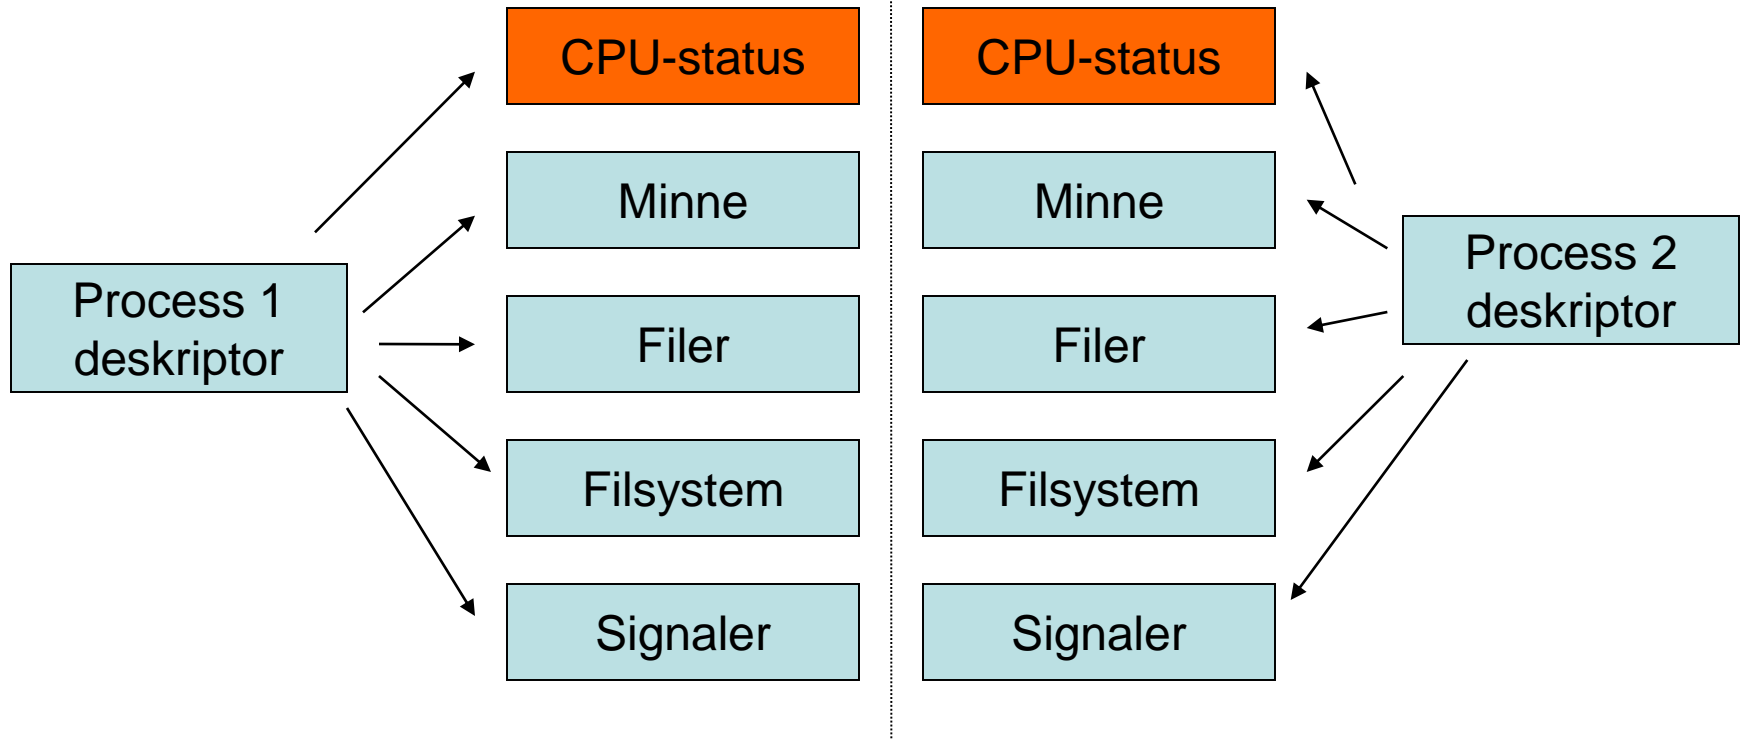 CPU-status
CPU-status
Minne
Minne
Process 1
deskriptor
Filer
Filer
Process 2
deskriptor
Filsystem
Filsystem
Signaler
Signaler